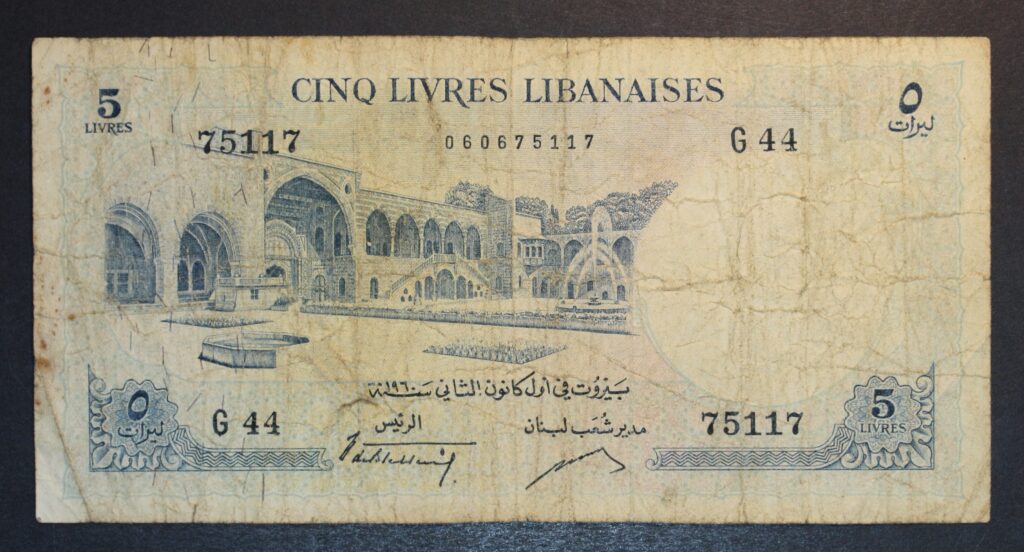 CINQ LIVRES LIBANAISES
5
LIVRES
٥
ليرات
75117
060675117
G 44
بيروت في أول كانون الثاني سنة ١٩٦٠
٥
ليرات
G 44
الرئيس
مدير شعب لبنان
75117
5
LIVRES